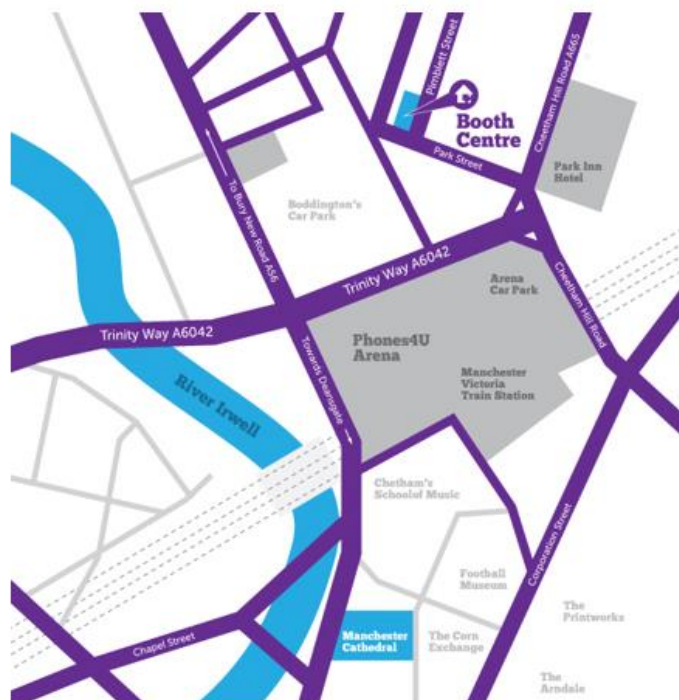 Pimblett Street
Cheetham Hill Road A665
Booth
Centre
Park Street
Park Inn
Hotel
To Bury New Road A56
Boddington's
Car Park
Trinity Way A6042
Arena
Car Park
Cheetham Hill Road
Trinity Way A6042
Phones4U
Arena
Towards Deansgate
Manchester
Victoria
Train Station
River Irwell
Chetham's
Schoolof Music
Corporation Street
Football
Museum
The
Printworks
Chapel Street
Manchester
Cathedral
The Corn
Exchange
The
Arndale